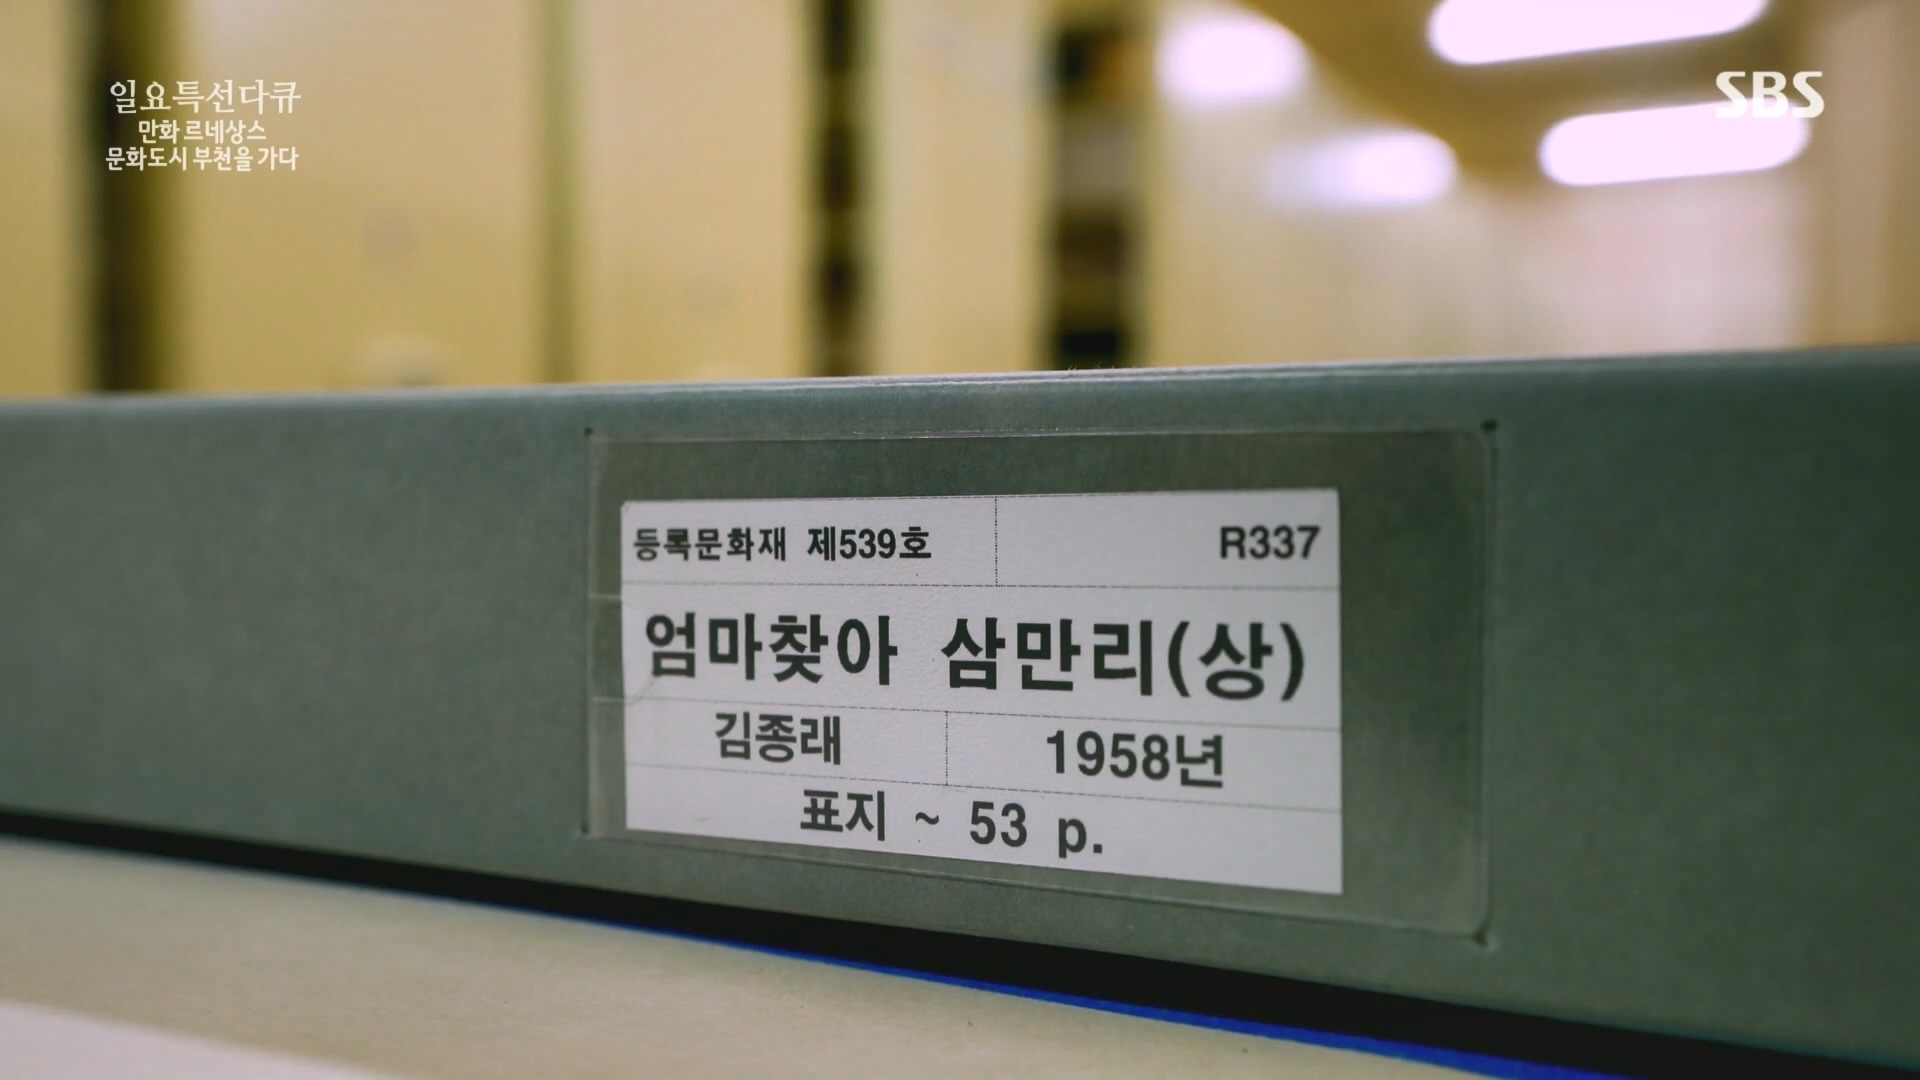 일요특선다큐
만화 르네상스
문화도시 부천을 가다
SBS
등록문화재 제539호 R337
엄마찾아 삼만리(상)
김종래 1958년
표지 ~ 53 p.